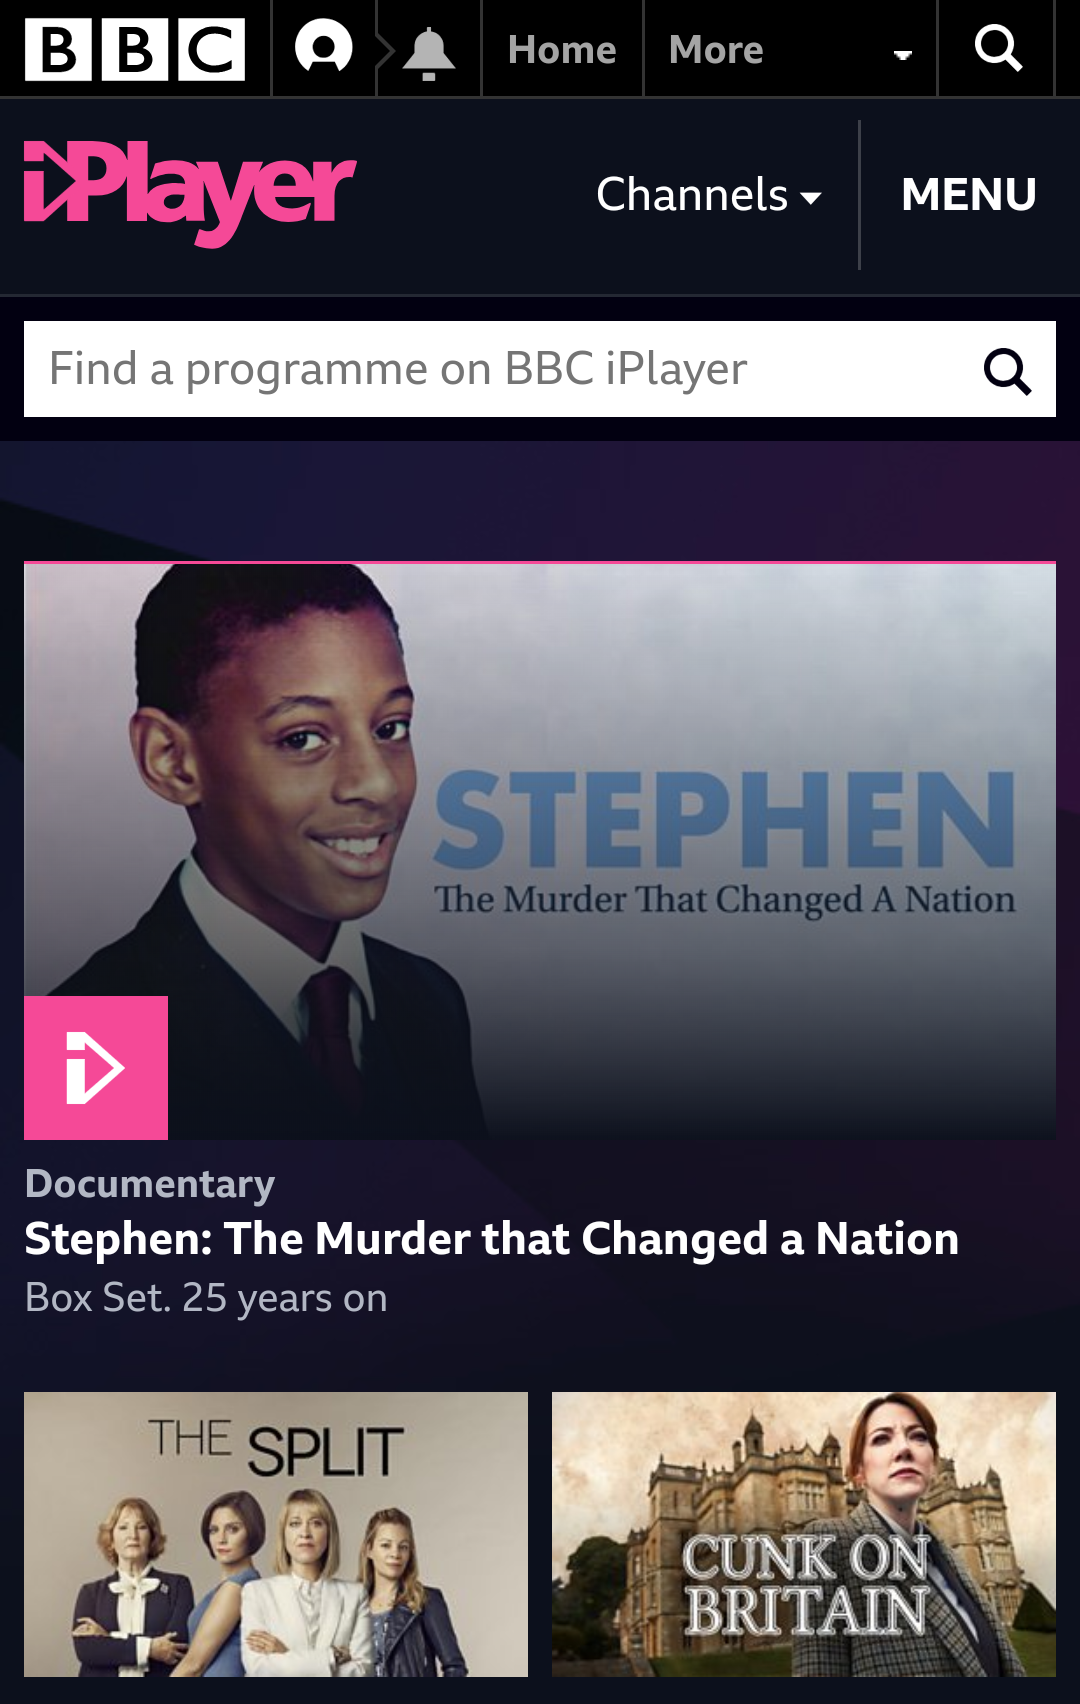 BBC
Home
More
iPlayer
Channels
MENU
Find a programme on BBC iPlayer
STEPHEN
The Murder That Changed A Nation
Documentary
Stephen: The Murder that Changed a Nation
Box Set. 25 years on
THE SPLIT
CUNK ON
BRITAIN